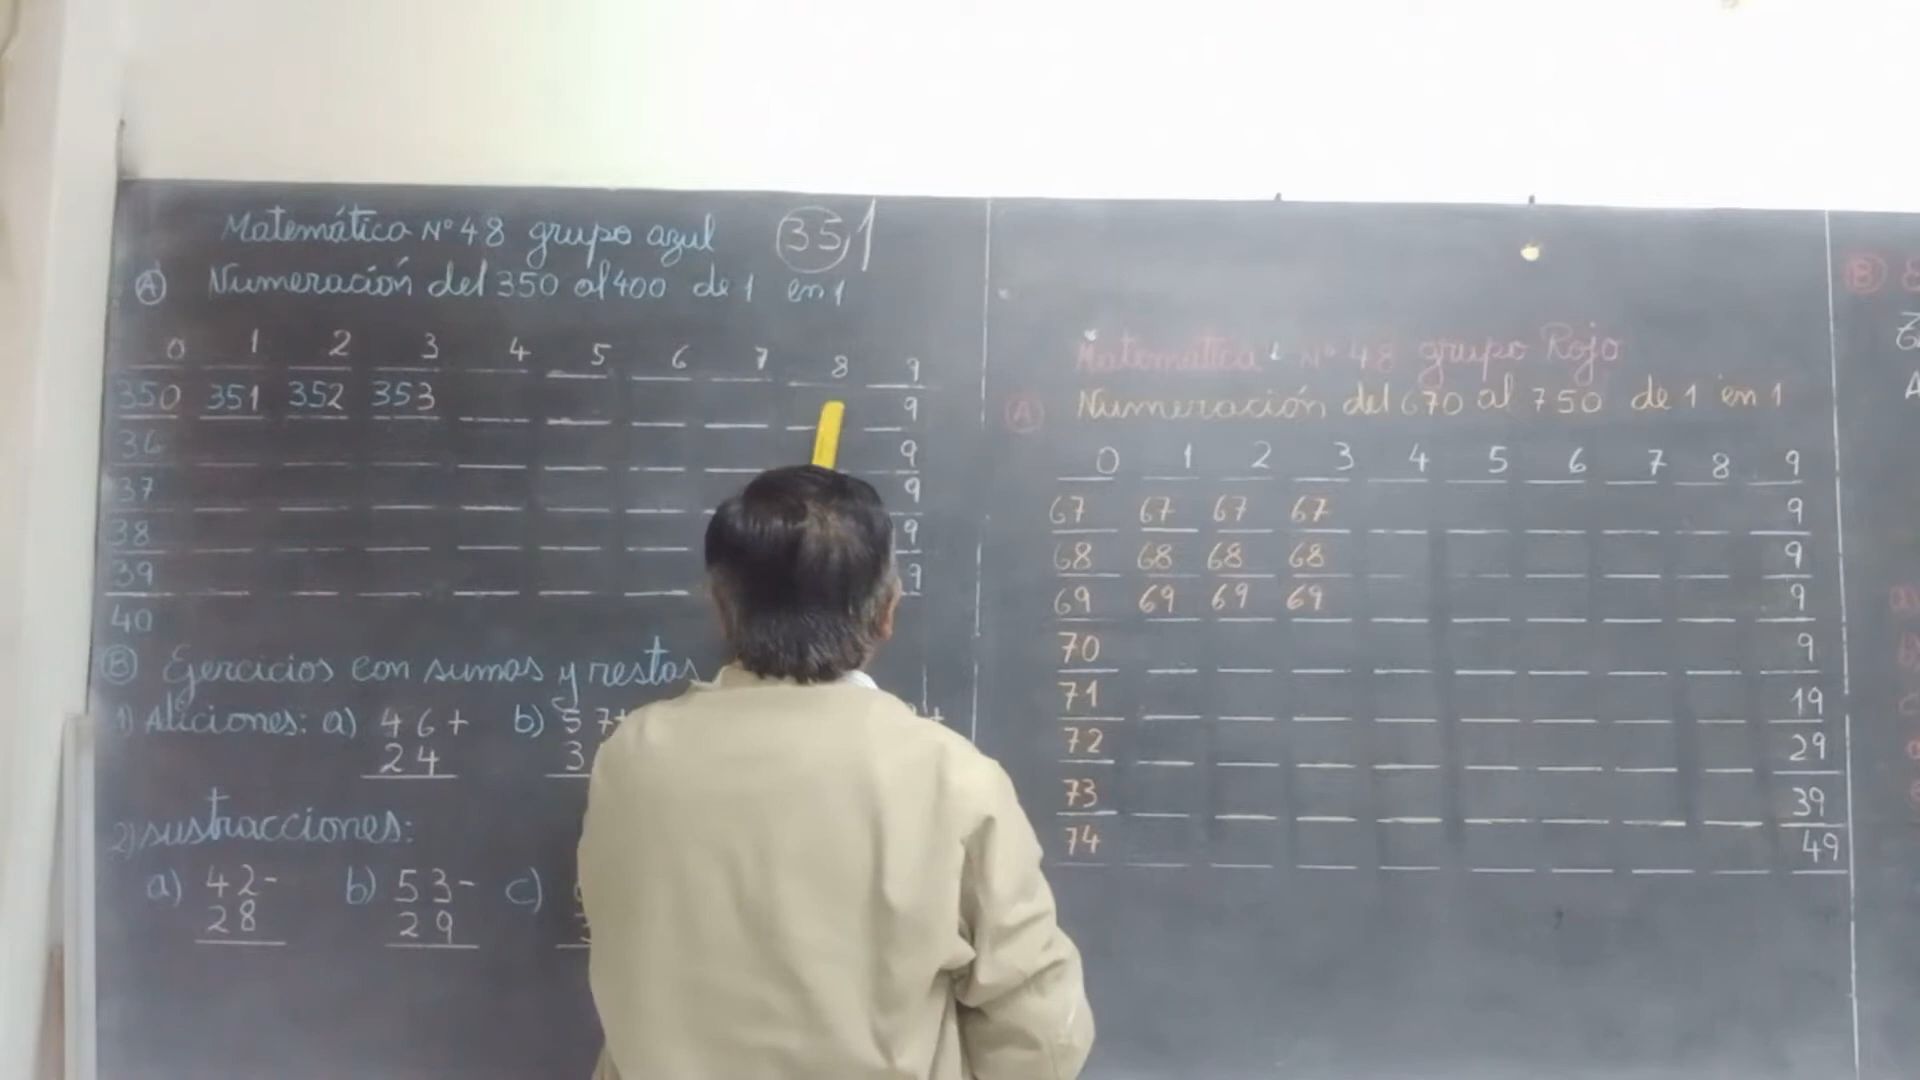 Matemática Nº 48 grupo azul 351
A Numeración del 350 al 400 de 1 en 1
0 1 2 3 4 5 6 7 8 9
350 351 352 353 9
36 9
37 9
38 9
39 9
40
B Ejercicios con sumas y restas
1) Adiciones: a) 46+ b) 57+
24 3
2) sustracciones:
a) 42- b) 53- c)
28 29
Matemática Nº 48 grupo Rojo
A Numeración del 670 al 750 de 1 en 1
0 1 2 3 4 5 6 7 8 9
67 67 67 67 9
68 68 68 68 9
69 69 69 69 9
70 9
71 19
72 29
73 39
74 49
B